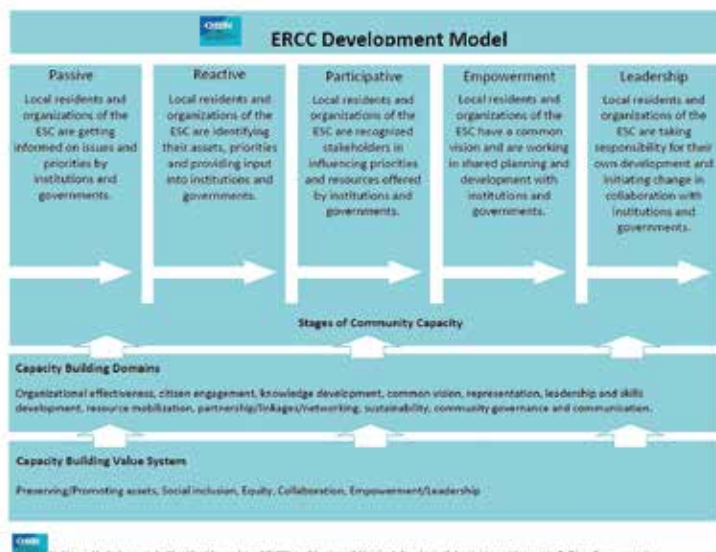 CHSSN
ERCC Development Model
Passive
Local residents and
organizations of the
ESC are getting
informed on issues and
priorities by
institutions and
governments.
Reactive
Local residents and
organizations of the
ESC are identifying
their assets, priorities
and providing input
into institutions and
governments.
Participative
Local residents and
organizations of the
ESC are recognized
stakeholders in
influencing priorities
and resources offered
by institutions and
governments.
Empowerment
Local residents and
organizations of the
ESC have a common
vision and are working
in shared planning and
development with
institutions and
governments.
Leadership
Local residents and
organizations of the
ESC are taking
responsibility for their
own development and
initiating change in
collaboration with
institutions and
governments.
Stages of Community Capacity
Capacity Building Domains
Organizational effectiveness, citizen engagement, knowledge development, common vision, representation, leadership and skills
development, resource mobilization, partnership/linkages/networking, sustainability, community governance and communication.
Capacity Building Value System
Preserving/Promoting assets, Social inclusion, Equity, Collaboration, Empowerment/Leadership
CHSSN